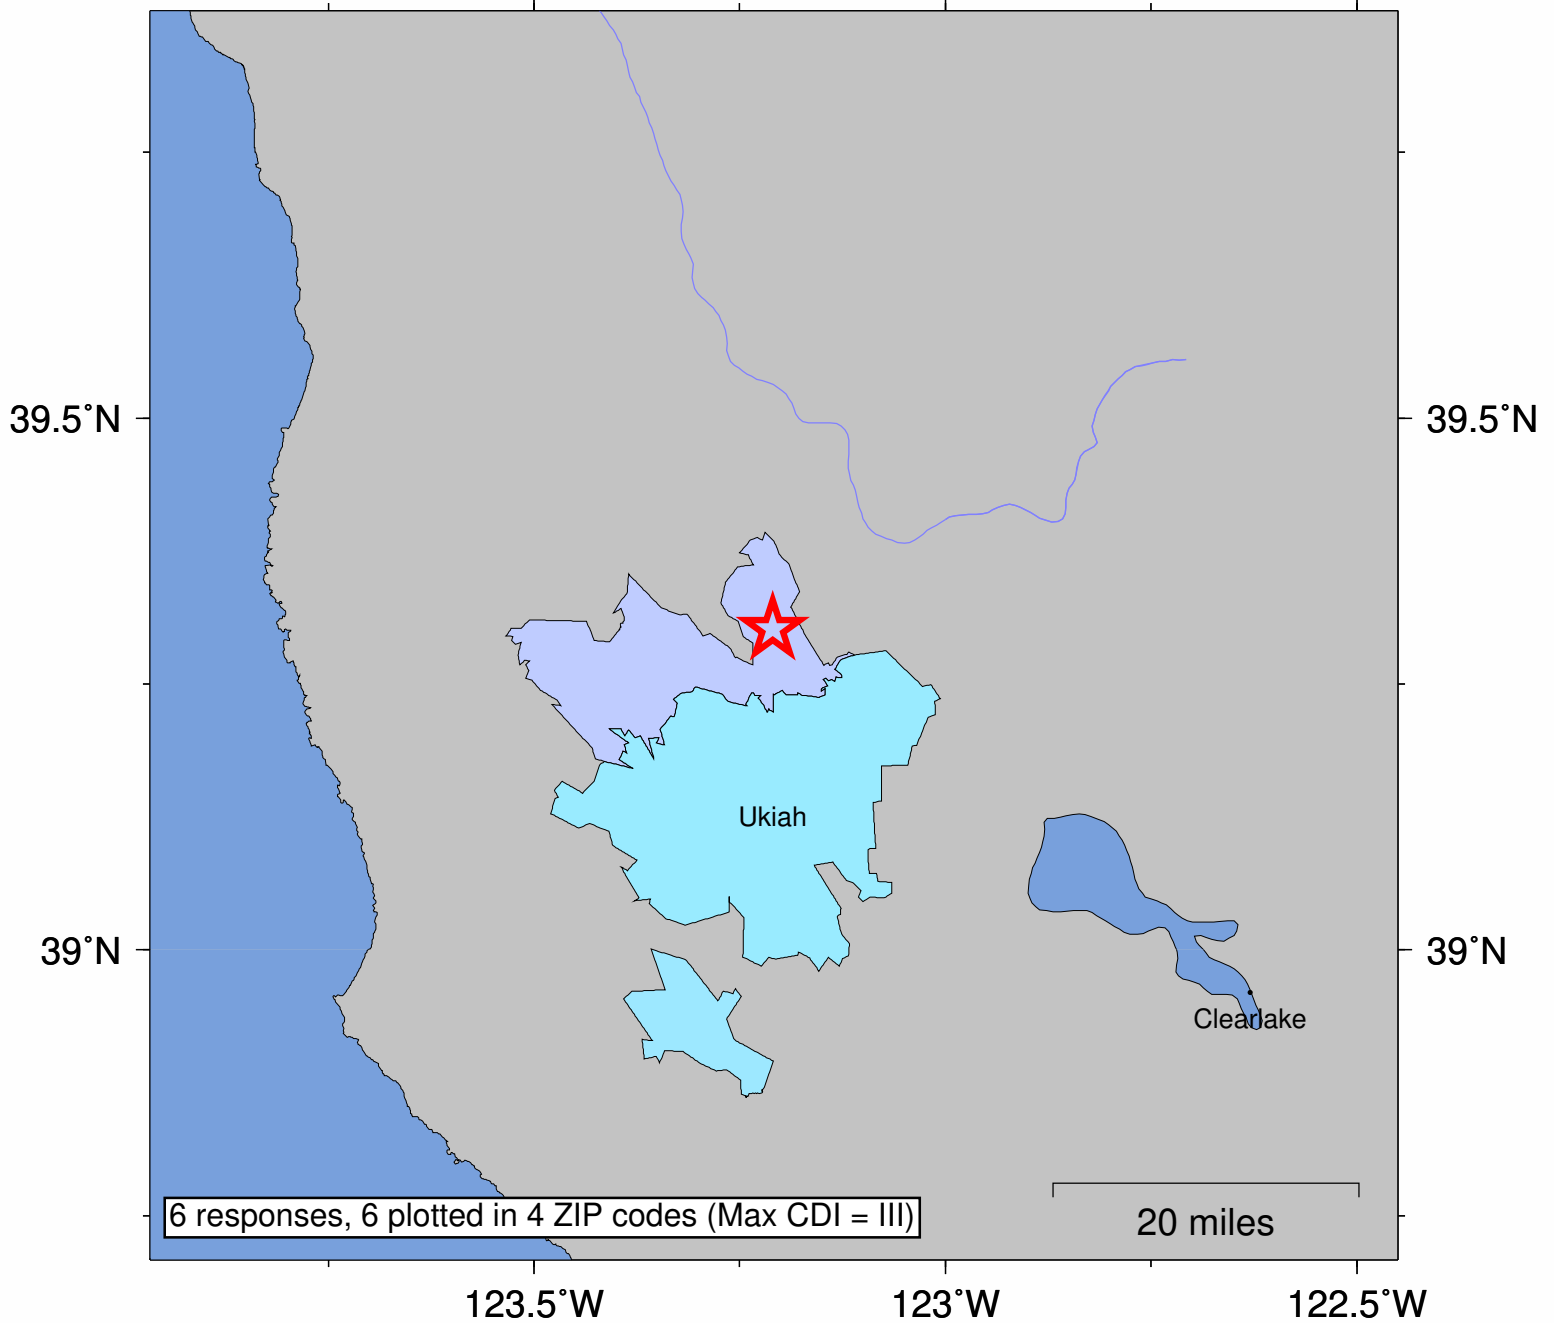 39.5°N
39.5°N
Ukiah
39°N
39°N
Clearlake
6 responses, 6 plotted in 4 ZIP codes (Max CDI = III)
20 miles
123.5°W
123°W
122.5°W